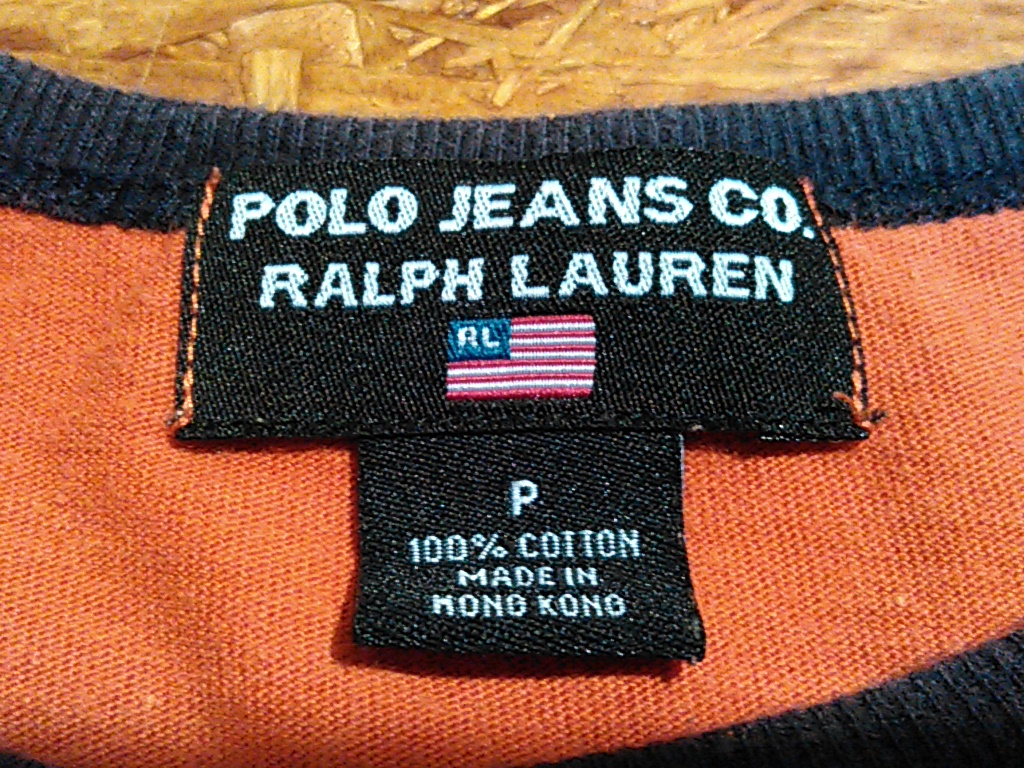 POLO JEANS CO.
RALPH LAUREN
RL
P
100% COTTON
MADE IN
HONG KONG